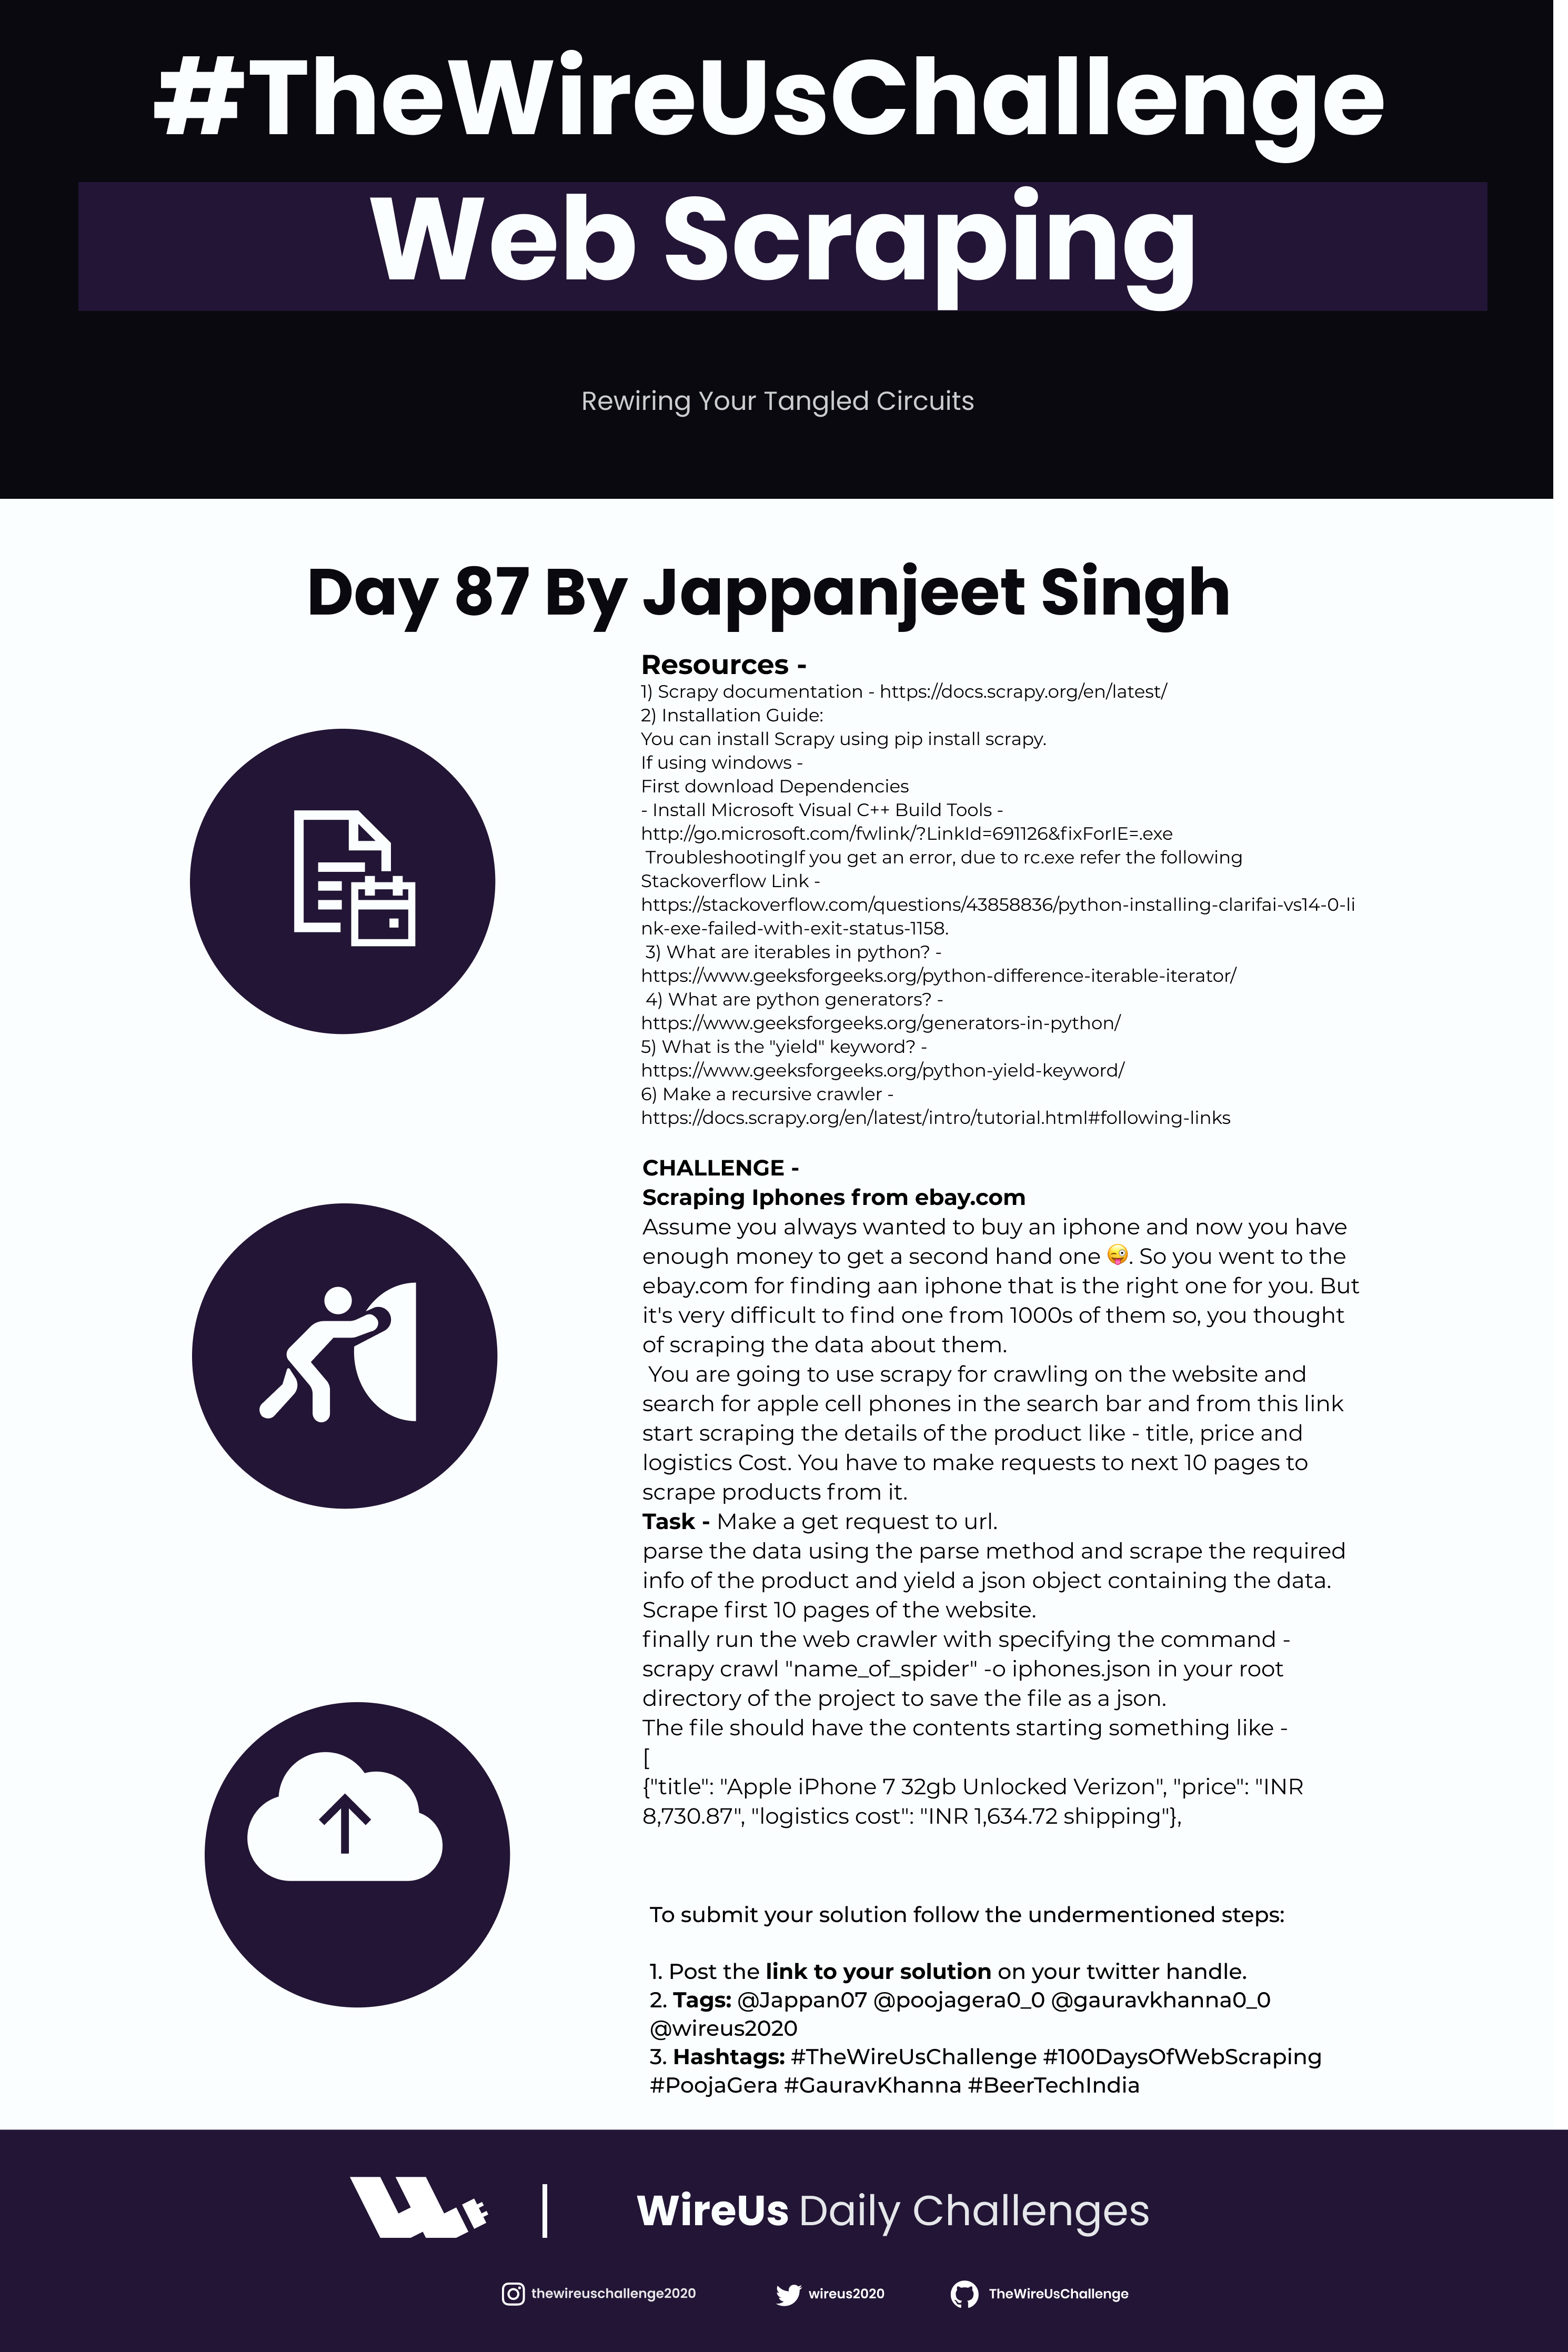 #TheWireUsChallenge
Web Scraping
Rewiring Your Tangled Circuits
Day 87 By Jappanjeet Singh
Resources -
1) Scrapy documentation - https://docs.scrapy.org/en/latest/
2) Installation Guide:
You can install Scrapy using pip install scrapy.
If using windows -
First download Dependencies
- Install Microsoft Visual C++ Build Tools -
http://go.microsoft.com/fwlink/?LinkId=691126&fixForIE=.exe
TroubleshootingIf you get an error, due to rc.exe refer the following
Stackoverflow Link -
https://stackoverflow.com/questions/43858836/python-installing-clarifai-vs14-0-li
nk-exe-failed-with-exit-status-1158.
3) What are iterables in python? -
https://www.geeksforgeeks.org/python-difference-iterable-iterator/
4) What are python generators? -
https://www.geeksforgeeks.org/generators-in-python/
5) What is the "yield" keyword? -
https://www.geeksforgeeks.org/python-yield-keyword/
6) Make a recursive crawler -
https://docs.scrapy.org/en/latest/intro/tutorial.html#following-links
CHALLENGE -
Scraping Iphones from ebay.com
Assume you always wanted to buy an iphone and now you have
enough money to get a second hand one 😜. So you went to the
ebay.com for finding aan iphone that is the right one for you. But
it's very difficult to find one from 1000s of them so, you thought
of scraping the data about them.
You are going to use scrapy for crawling on the website and
search for apple cell phones in the search bar and from this link
start scraping the details of the product like - title, price and
logistics Cost. You have to make requests to next 10 pages to
scrape products from it.
Task - Make a get request to url.
parse the data using the parse method and scrape the required
info of the product and yield a json object containing the data.
Scrape first 10 pages of the website.
finally run the web crawler with specifying the command -
scrapy crawl "name_of_spider" -o iphones.json in your root
directory of the project to save the file as a json.
The file should have the contents starting something like -
[
{"title": "Apple iPhone 7 32gb Unlocked Verizon", "price": "INR
8,730.87", "logistics cost": "INR 1,634.72 shipping"},
To submit your solution follow the undermentioned steps:
1. Post the link to your solution on your twitter handle.
2. Tags: @Jappan07 @poojagera0_0 @gauravkhanna0_0
@wireus2020
3. Hashtags: #TheWireUsChallenge #100DaysOfWebScraping
#PoojaGera #GauravKhanna #BeerTechIndia
WireUs Daily Challenges
thewireuschallenge2020 wireus2020 TheWireUsChallenge